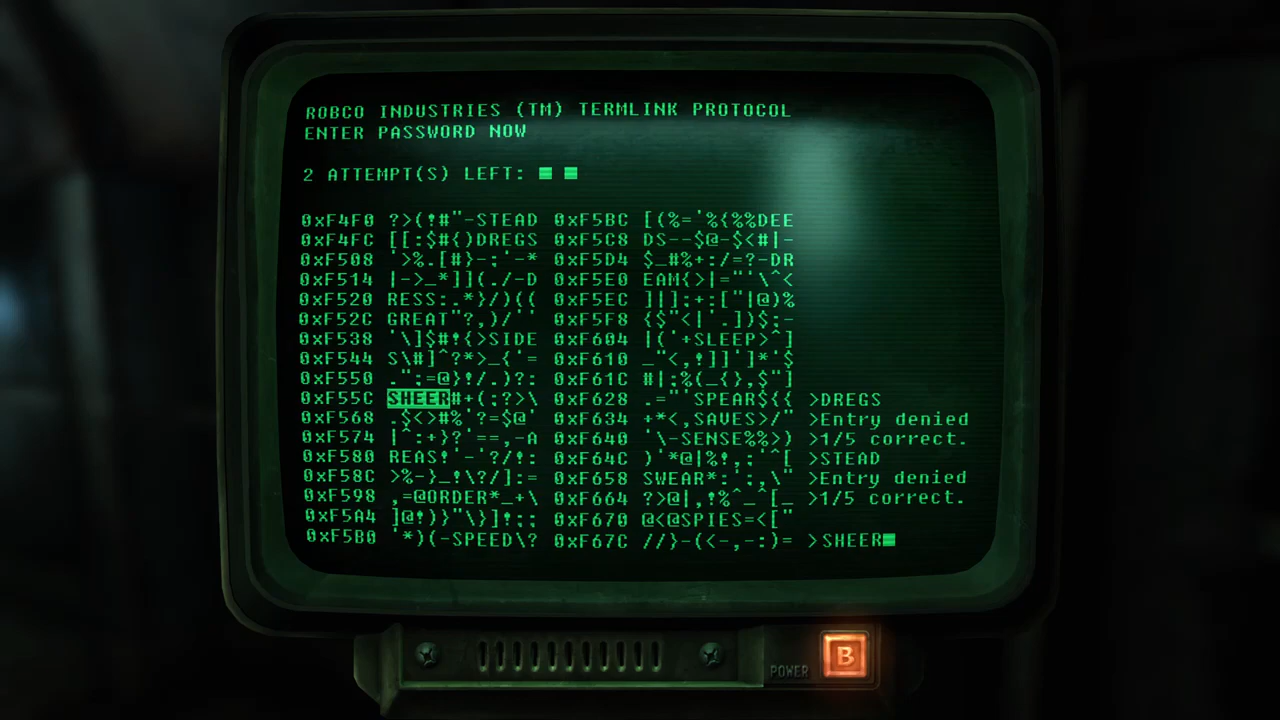 ROBCO INDUSTRIES (TM) TERMLINK PROTOCOL
ENTER PASSWORD NOW
2 ATTEMPT(S) LEFT: ■ ■
0xF4F0 ?>(!#"-STEAD 0xF5BC [(%='%{%%DEE
0xF4FC [[:$#{)DREGS 0xF5C8 DS--$@-$<#|-
0xF508 '>%.[#}-;'-* 0xF5D4 $_#%+:/=?-DR
0xF514 |->_*]](./-D 0xF5E0 EAM{>|="'\^<
0xF520 RESS:.*}/)(( 0xF5EC ]|];+:["|@)%
0xF52C GREAT"?,)/'' 0xF5F8 {$"<|'.])$;-
0xF538 '\]$#!{>SIDE 0xF604 |('+SLEEP>^]
0xF544 S\#]^?*>_{'= 0xF610 _"<,!]]']*'$
0xF550 .";=@}!/.)?: 0xF61C #|;%(_{},$"]
0xF55C SHEER#+(;?>\ 0xF628 .="'SPEAR${{ >DREGS
0xF568 .$<>#%'?=$@' 0xF634 +*<,SAVES>/" >Entry denied
0xF574 |^:+}?'==,-A 0xF640 '\-SENSE%%>) >1/5 correct.
0xF580 REAS!'-'?/!: 0xF64C )'*@|%!,;'^[ >STEAD
0xF58C >%-}_!\?/]:= 0xF658 SWEAR*:':,\" >Entry denied
0xF598 ,=@ORDER*_+\ 0xF664 ?>@|,!%^_^[_ >1/5 correct.
0xF5A4 ]@!)}"\}]!;; 0xF670 @<@SPIES=<["
0xF5B0 '*)(-SPEED\? 0xF67C //}-(<-,-:)= >SHEER■
POWER
B